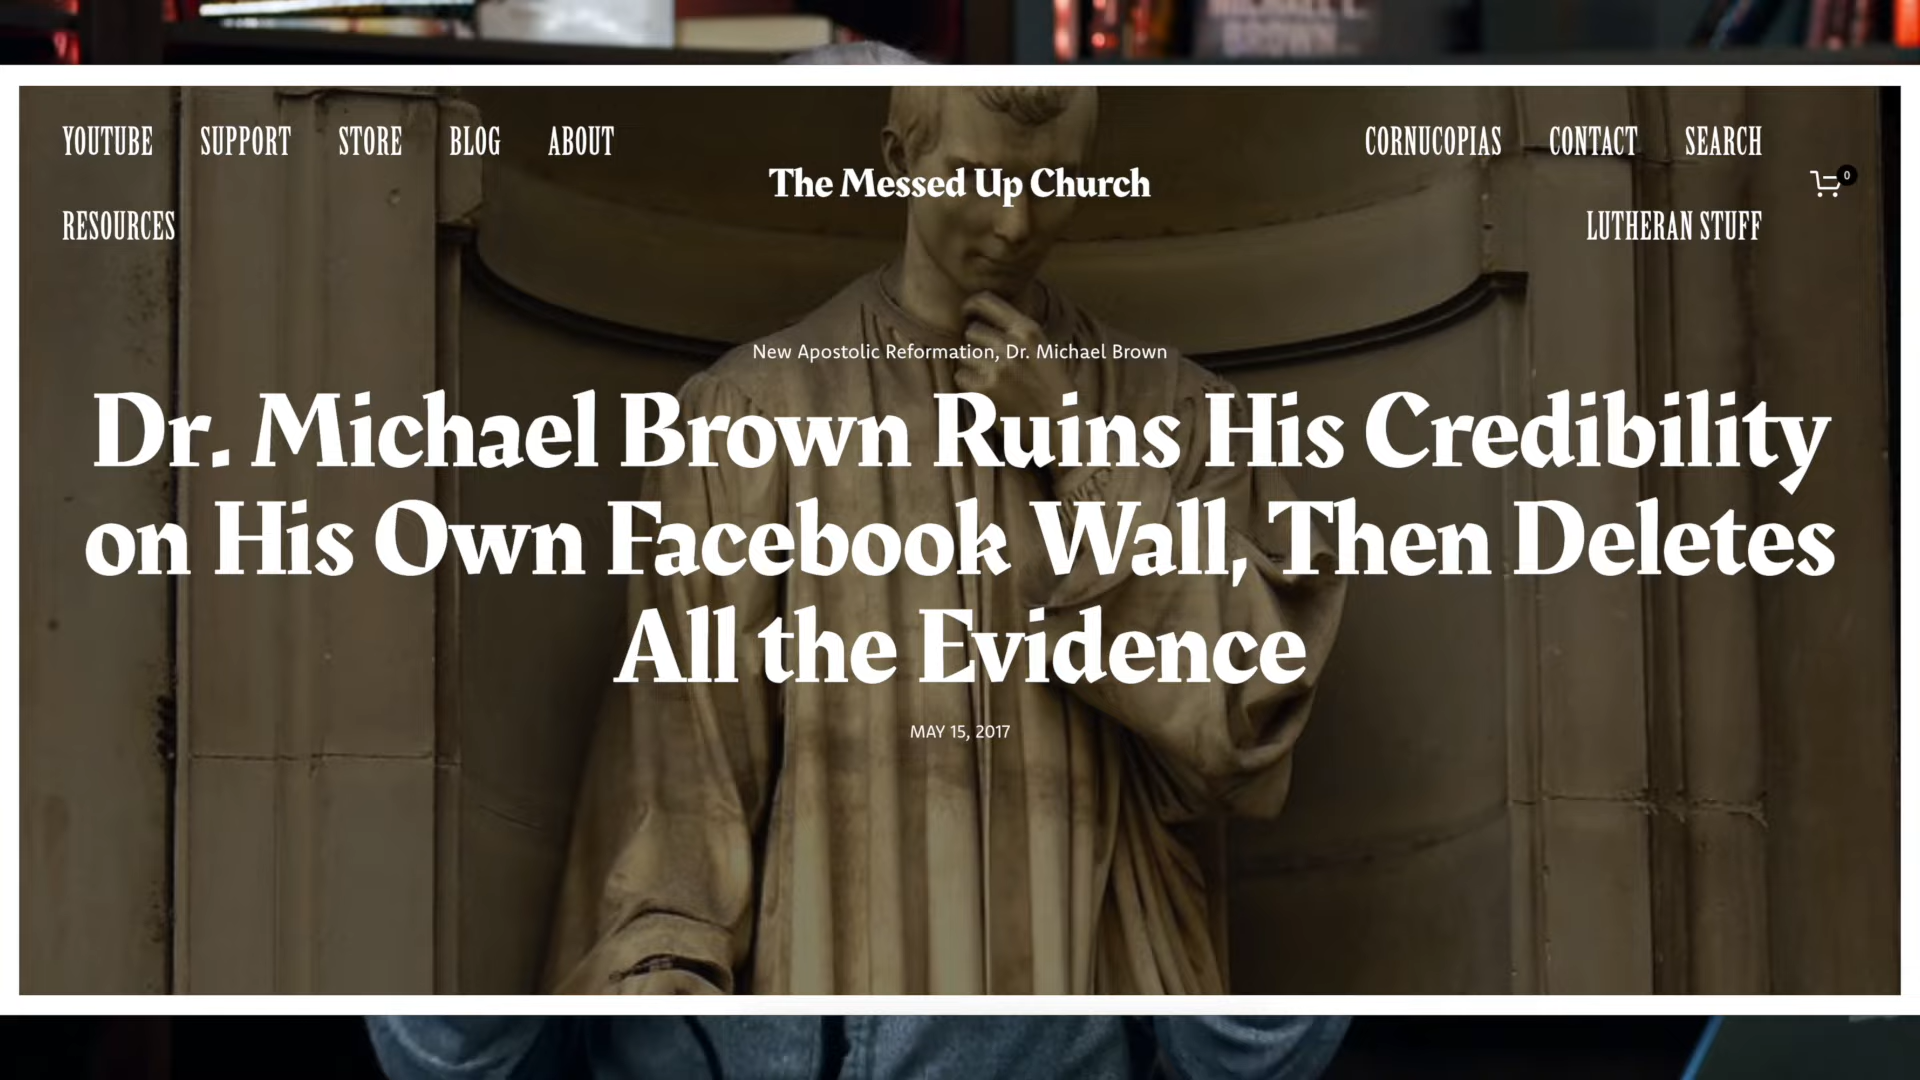 YOUTUBE SUPPORT STORE BLOG ABOUT
RESOURCES
The Messed Up Church
CORNUCOPIAS CONTACT SEARCH
LUTHERAN STUFF
0
New Apostolic Reformation, Dr. Michael Brown
Dr. Michael Brown Ruins His Credibility
on His Own Facebook Wall, Then Deletes
All the Evidence
MAY 15, 2017